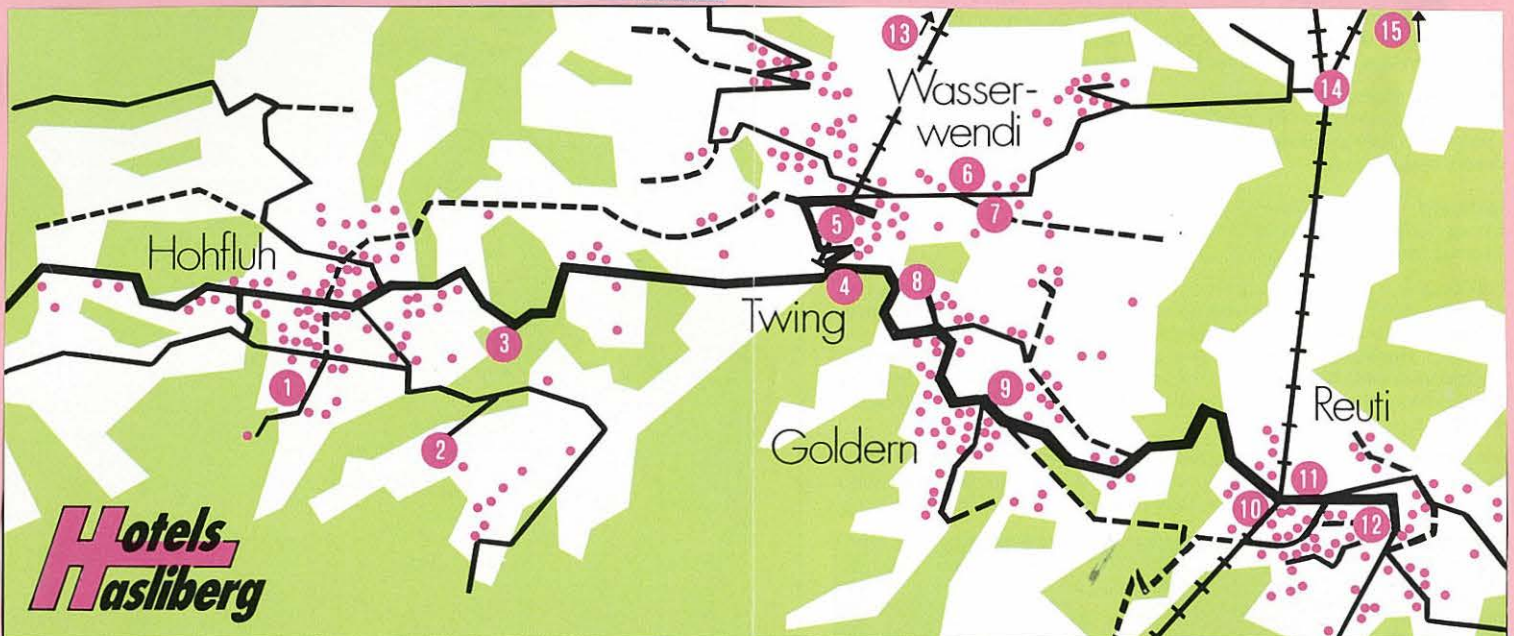 13
15
Wasser-
wendi
14
6
7
5
Hohfluh
4
8
Twing
3
1
9
Reuti
2
Goldern
11
10
12
Hotels
Hasliberg